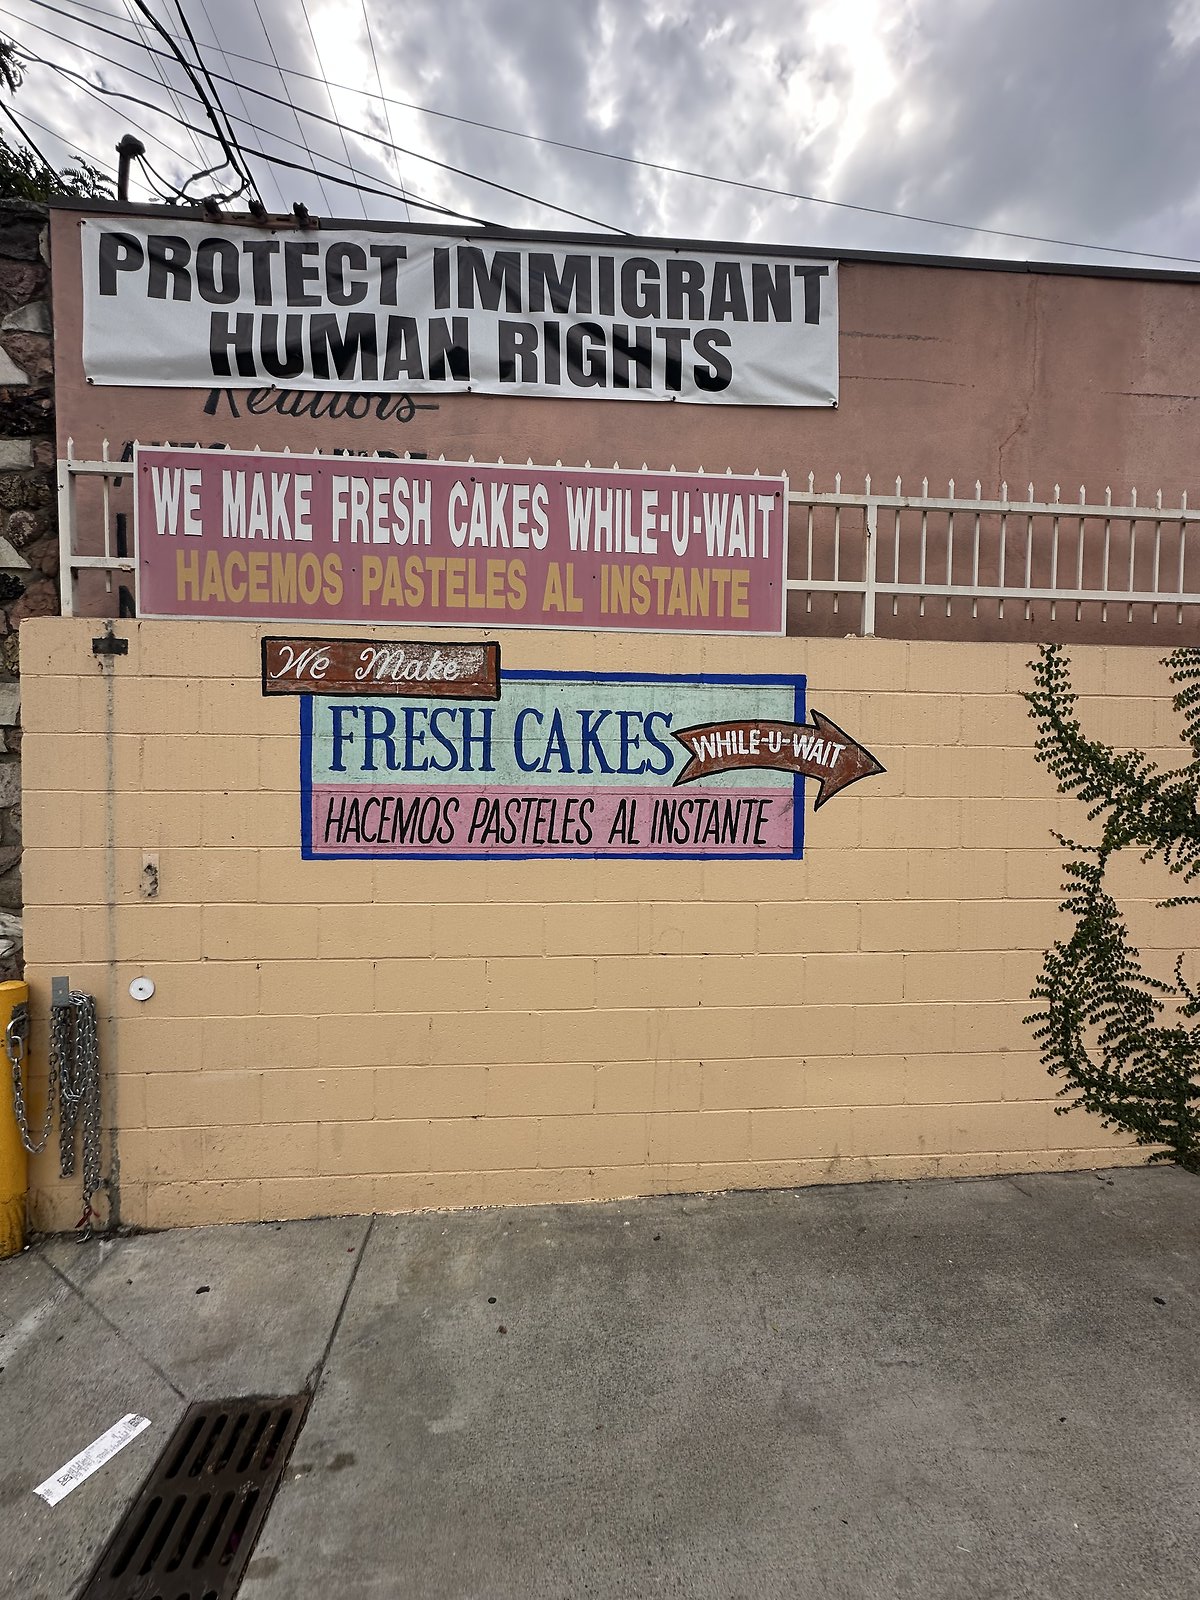 PROTECT IMMIGRANT
HUMAN RIGHTS
Realtors
WE MAKE FRESH CAKES WHILE-U-WAIT
HACEMOS PASTELES AL INSTANTE
We Make
FRESH CAKES
WHILE-U-WAIT
HACEMOS PASTELES AL INSTANTE